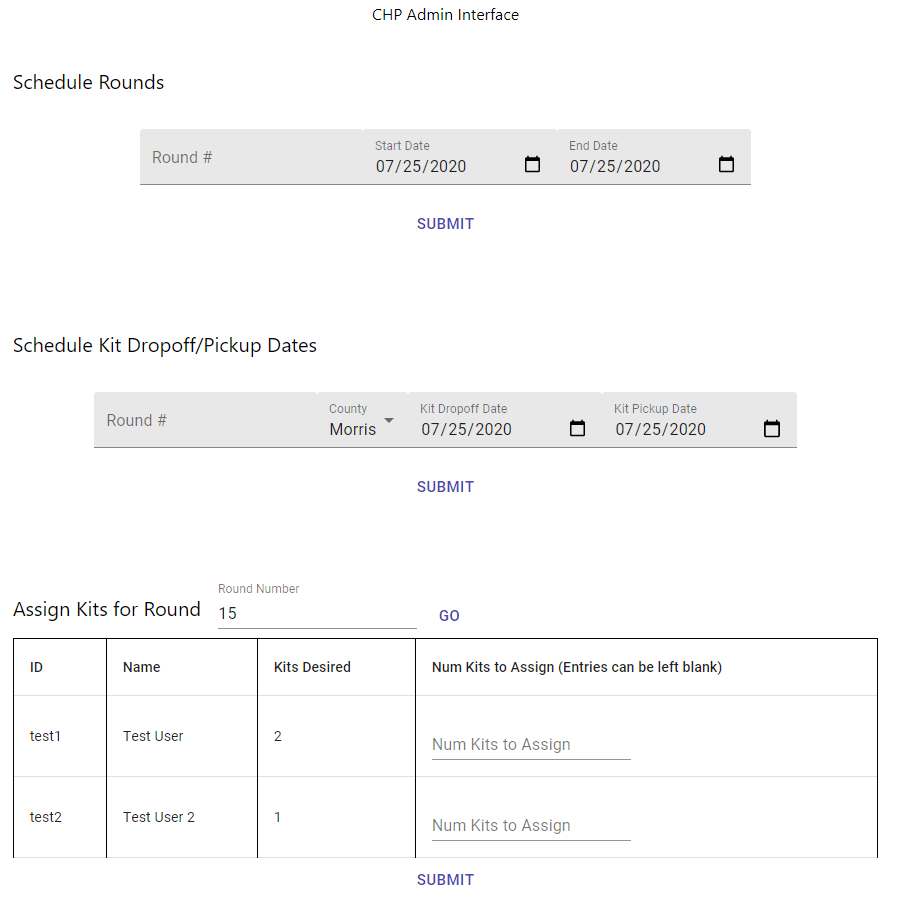 CHP Admin Interface
Schedule Rounds
Round # Start Date 07/25/2020 End Date 07/25/2020
SUBMIT
Schedule Kit Dropoff/Pickup Dates
Round # County Morris Kit Dropoff Date 07/25/2020 Kit Pickup Date 07/25/2020
SUBMIT
Assign Kits for Round Round Number 15 GO
ID Name Kits Desired Num Kits to Assign (Entries can be left blank)
test1 Test User 2 Num Kits to Assign
test2 Test User 2 1 Num Kits to Assign
SUBMIT